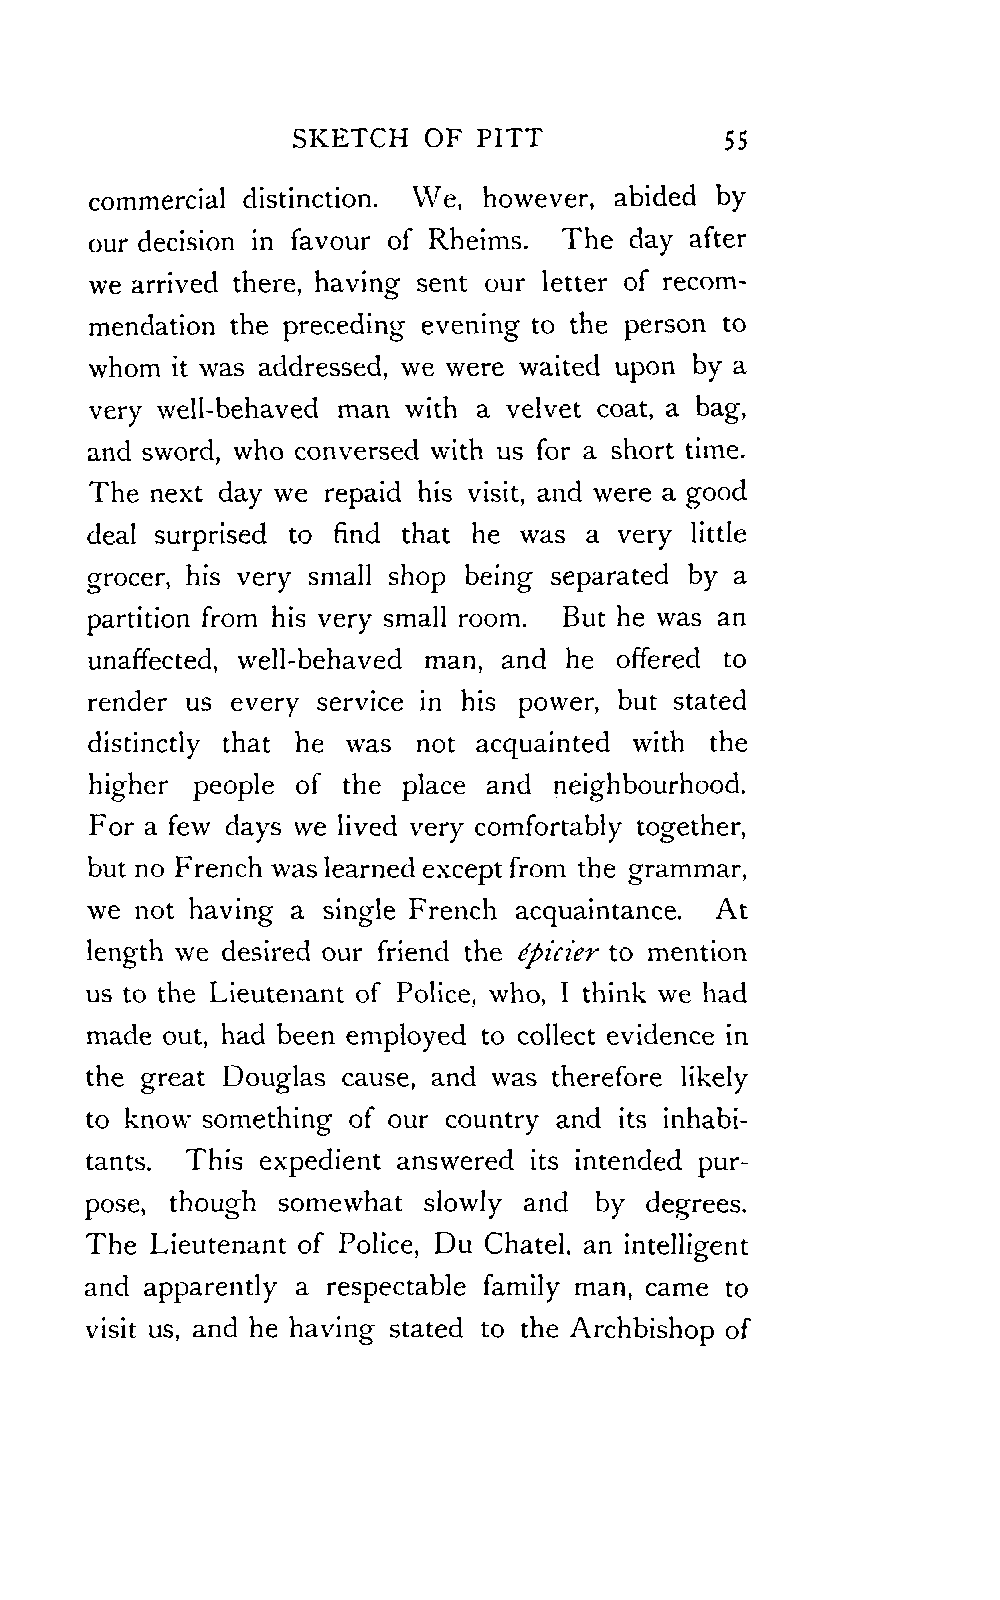 SKETCH OF PITT 55
commercial distinction. We, however, abided by
our decision in favour of Rheims. The day after
we arrived there, having sent our letter of recom-
mendation the preceding evening to the person to
whom it was addressed, we were waited upon by a
very well-behaved man with a velvet coat, a bag,
and sword, who conversed with us for a short time.
The next day we repaid his visit, and were a good
deal surprised to find that he was a very little
grocer, his very small shop being separated by a
partition from his very small room. But he was an
unaffected, well-behaved man, and he offered to
render us every service in his power, but stated
distinctly that he was not acquainted with the
higher people of the place and neighbourhood.
For a few days we lived very comfortably together,
but no French was learned except from the grammar,
we not having a single French acquaintance. At
length we desired our friend the épicier to mention
us to the Lieutenant of Police, who, I think we had
made out, had been employed to collect evidence in
the great Douglas cause, and was therefore likely
to know something of our country and its inhabi-
tants. This expedient answered its intended pur-
pose, though somewhat slowly and by degrees.
The Lieutenant of Police, Du Chatel, an intelligent
and apparently a respectable family man, came to
visit us, and he having stated to the Archbishop of